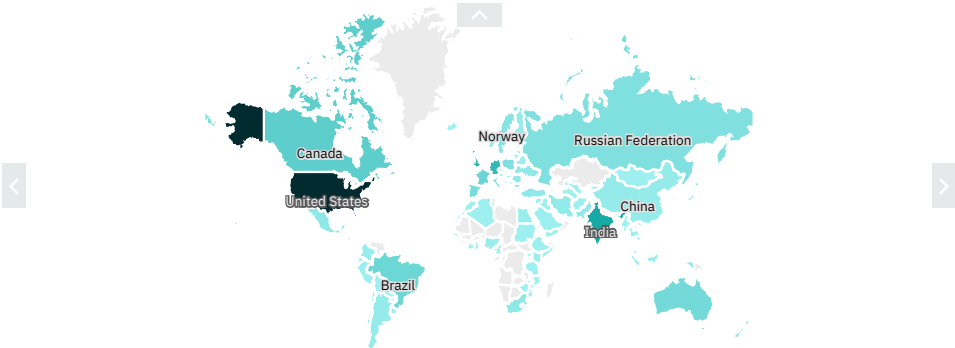 Norway
Russian Federation
Canada
United States
China
India
Brazil